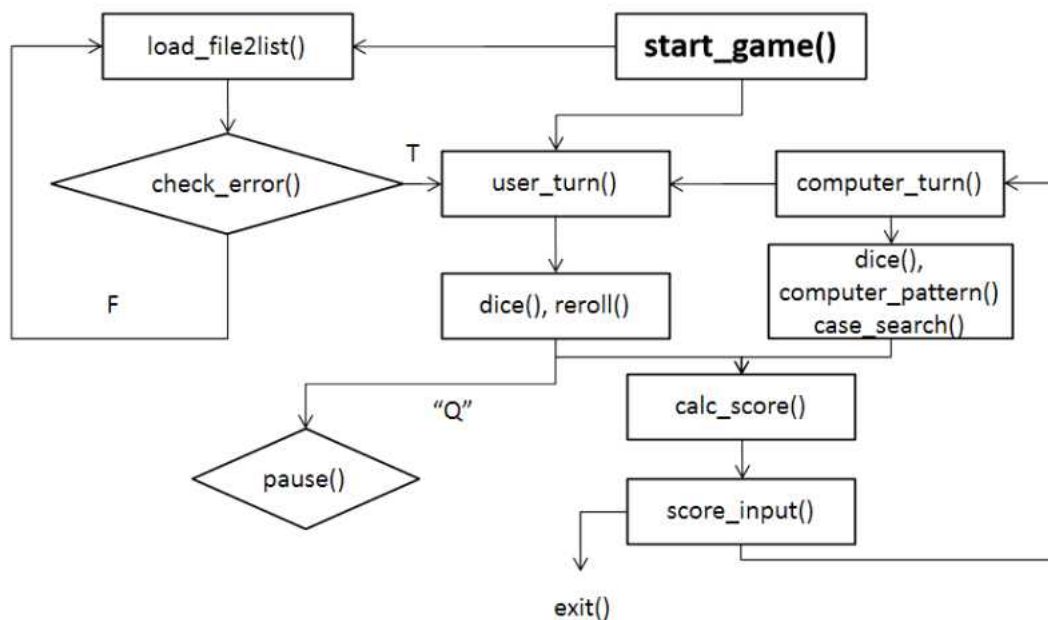 load_file2list()
start_game()
check_error()
T
user_turn()
computer_turn()
F
dice(), reroll()
dice(),
computer_pattern()
case_search()
“Q”
calc_score()
pause()
score_input()
exit()